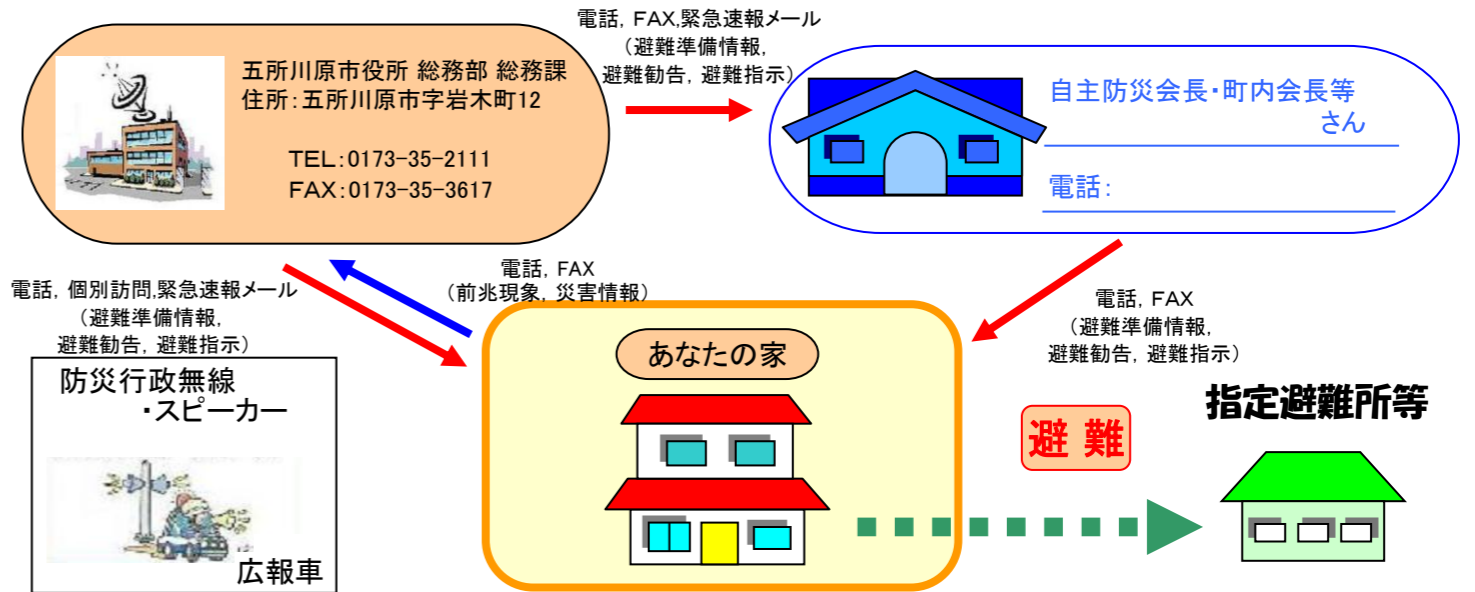 電話, FAX,緊急速報メール
（避難準備情報,
避難勧告, 避難指示）
五所川原市役所 総務部 総務課
住所：五所川原市字岩木町12
TEL：0173-35-2111
FAX：0173-35-3617
自主防災会長・町内会長等
さん
電話：
電話, 個別訪問,緊急速報メール
（避難準備情報,
避難勧告, 避難指示）
電話, FAX
（前兆現象, 災害情報）
電話, FAX
（避難準備情報,
避難勧告, 避難指示）
防災行政無線
・スピーカー
広報車
あなたの家
避難
指定避難所等